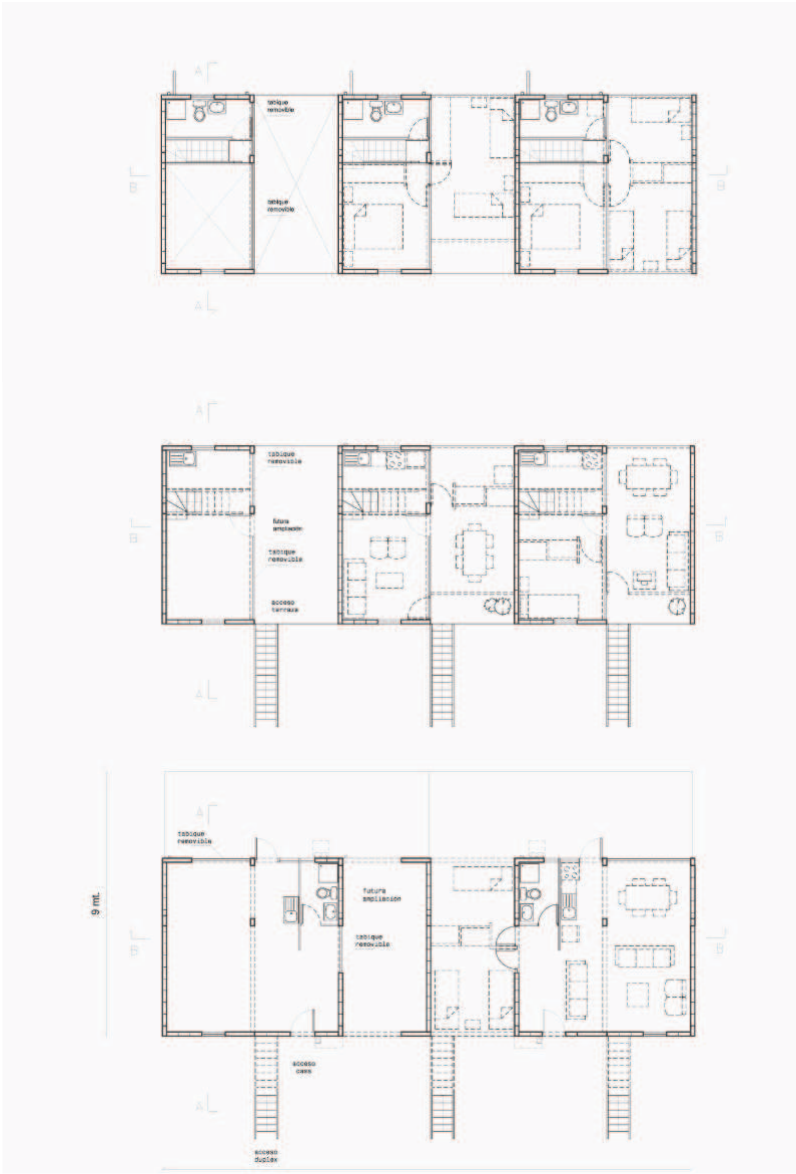 A
tabique
removible
B
B
tabique
removible
A
A
tabique
removible
futura
ampliación
B
B
tabique
removible
acceso
terraza
A
A
tabique
removible
futura
ampliación
9 mt.
tabique
removible
B
B
acceso
casa
A
acceso
duplex